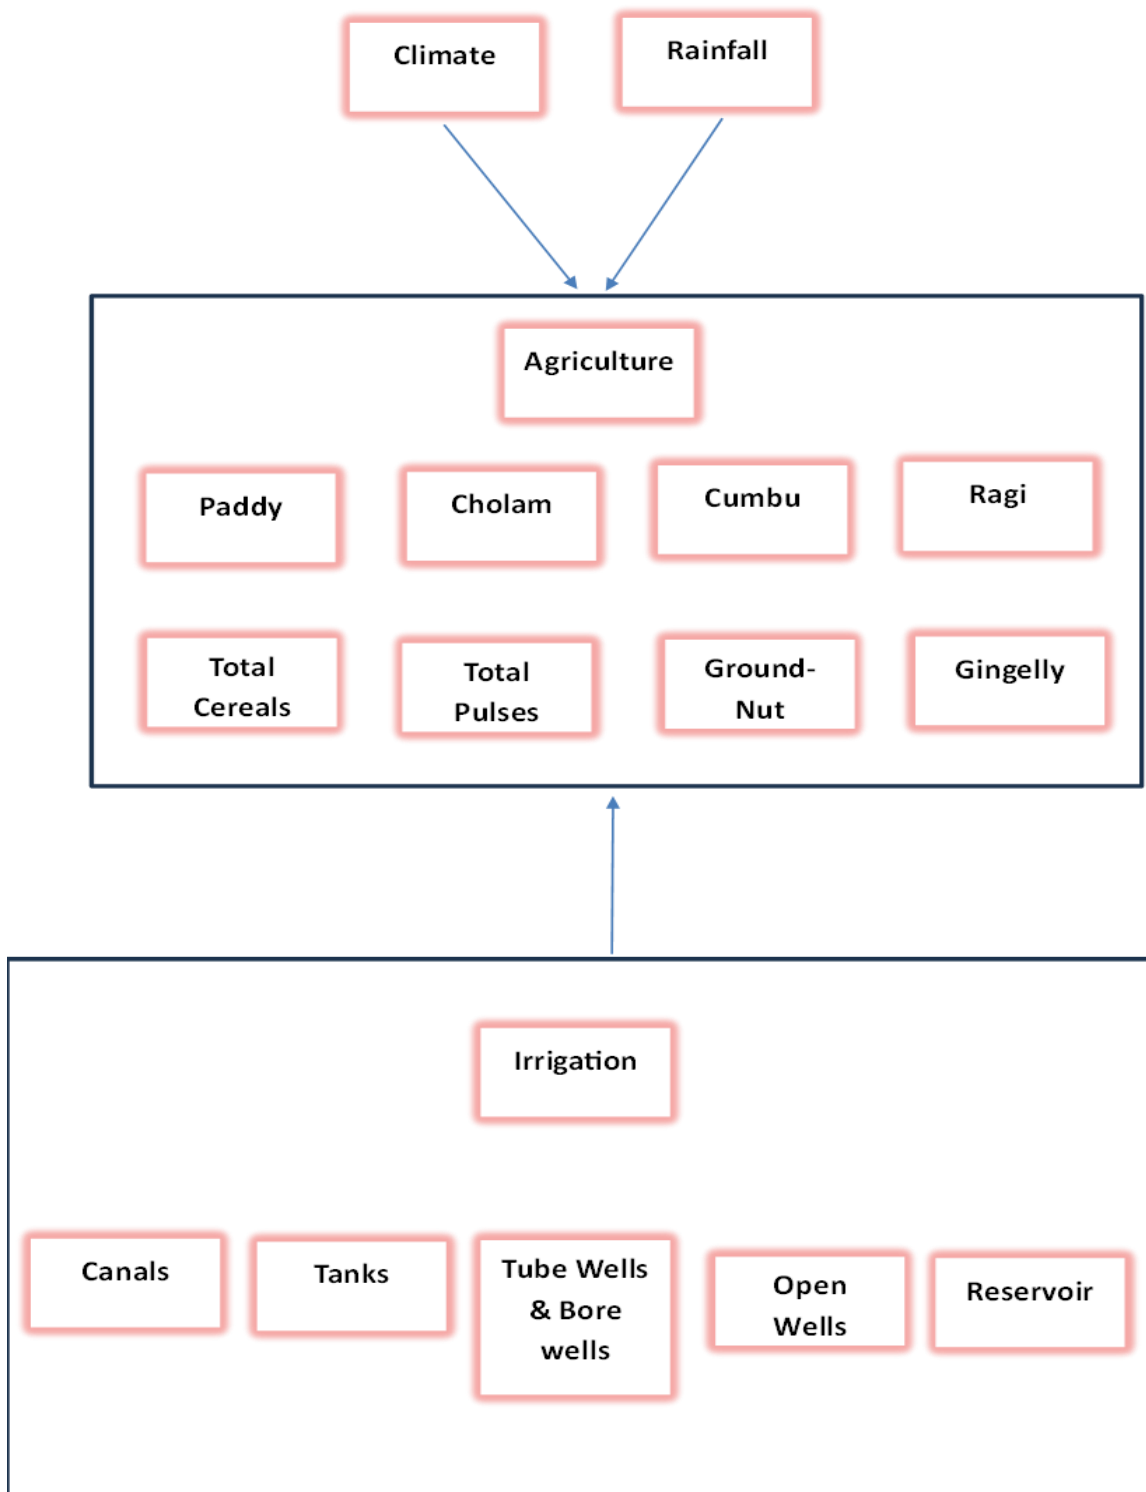 Climate
Rainfall
Agriculture
Paddy
Cholam
Cumbu
Ragi
Total
Cereals
Total
Pulses
Ground-
Nut
Gingelly
Irrigation
Canals
Tanks
Tube Wells
& Bore
wells
Open
Wells
Reservoir